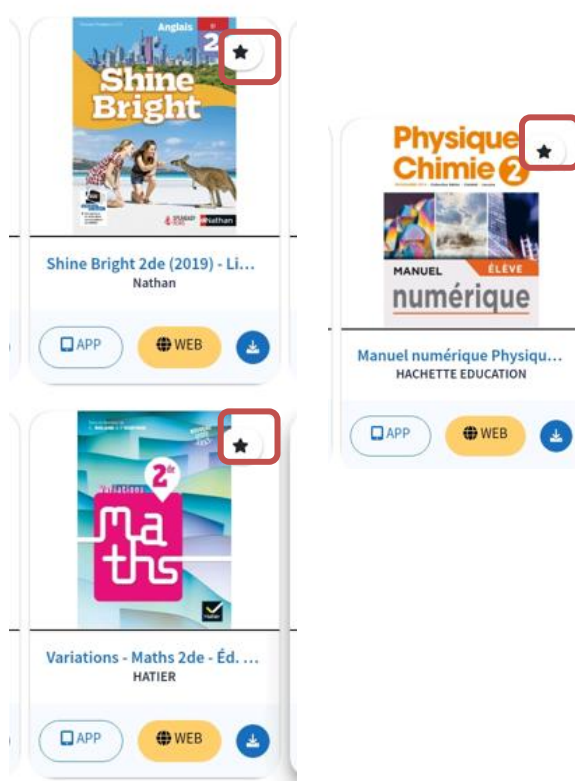 Anglais
2
Shine
Bright
Nathan
Shine Bright 2de (2019) - Li...
Nathan
APP
WEB
Physique
Chimie 2
MANUEL
ÉLÈVE
numérique
Manuel numérique Physiqu...
HACHETTE EDUCATION
APP
WEB
2de
Variations
maths
Hatier
Variations - Maths 2de - Éd. ...
HATIER
APP
WEB